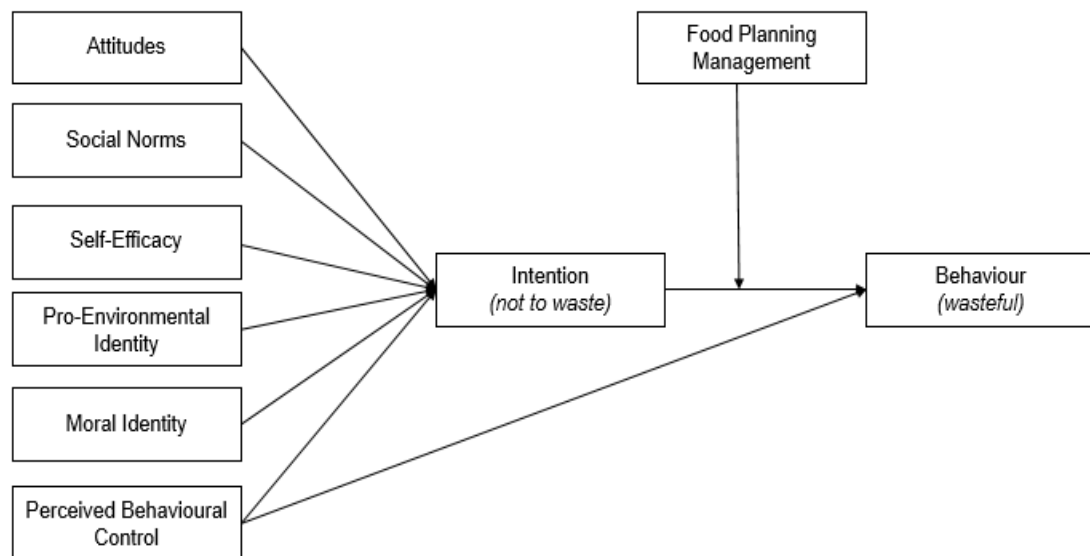 Attitudes
Social Norms
Self-Efficacy
Pro-Environmental
Identity
Moral Identity
Perceived Behavioural
Control
Intention
(not to waste)
Food Planning
Management
Behaviour
(wasteful)